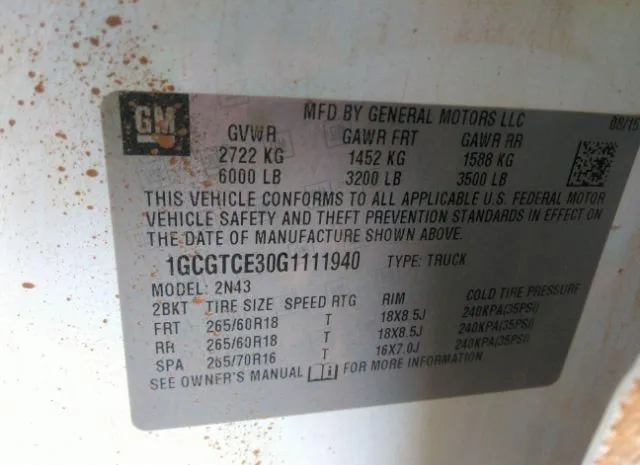 GM
MFD BY GENERAL MOTORS LLC 08/15
GVWR GAWR FRT GAWR RR
2722 KG 1452 KG 1588 KG
6000 LB 3200 LB 3500 LB
THIS VEHICLE CONFORMS TO ALL APPLICABLE U.S. FEDERAL MOTOR
VEHICLE SAFETY AND THEFT PREVENTION STANDARDS IN EFFECT ON
THE DATE OF MANUFACTURE SHOWN ABOVE.
1GCGTCE30G1111940 TYPE: TRUCK
MODEL: 2N43
2BKT TIRE SIZE SPEED RTG RIM COLD TIRE PRESSURE
FRT 265/60R18 T 18X8.5J 240KPA(35PSI)
RR 265/60R18 T 18X8.5J 240KPA(35PSI)
SPA 265/70R16 T 16X7.0J 240KPA(35PSI)
SEE OWNER'S MANUAL FOR MORE INFORMATION